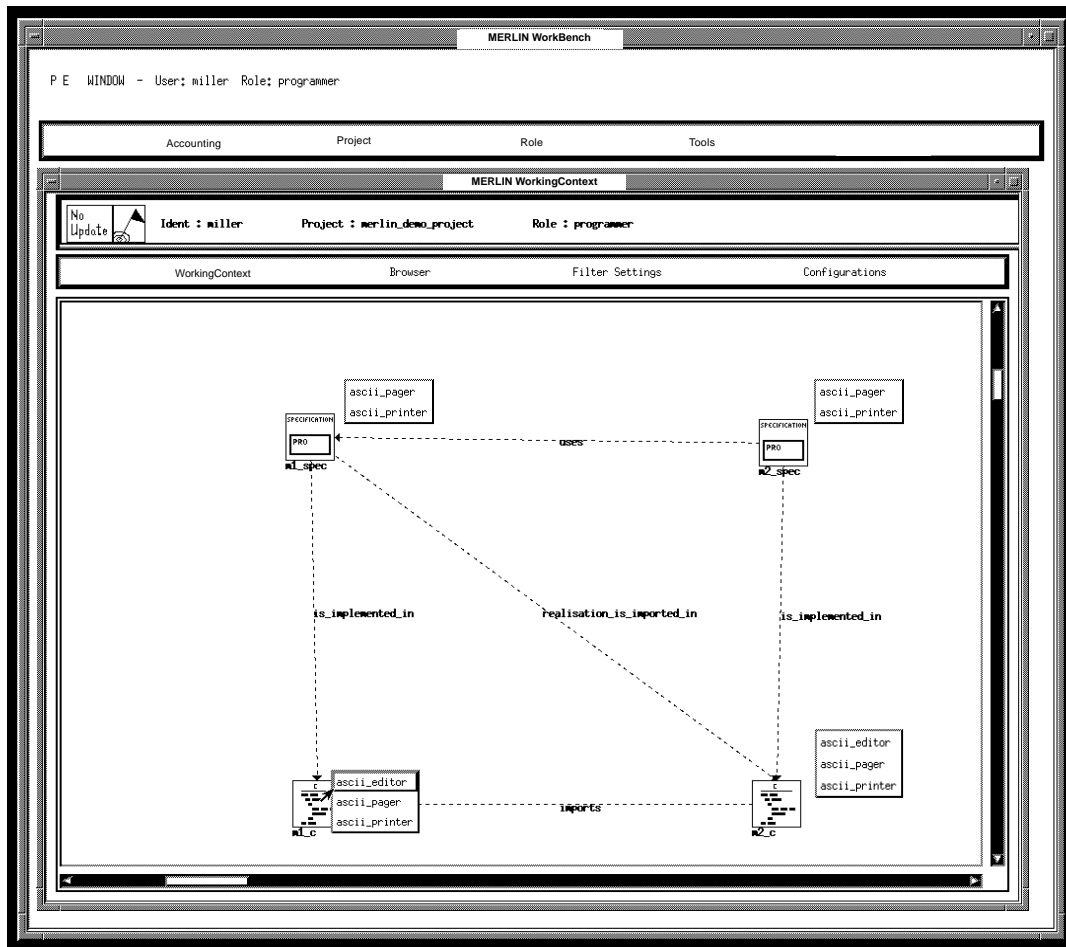 MERLIN WorkBench
P E WINDOW - User: miller Role: programmer
Accounting Project Role Tools
MERLIN WorkingContext
No Update
Ident : miller Project : merlin_demo_project Role : programmer
WorkingContext Browser Filter Settings Configurations
ascii_pager
ascii_printer
SPECIFICATION
PRO
m1_spec
ascii_pager
ascii_printer
SPECIFICATION
PRO
m2_spec
uses
is_implemented_in
realisation_is_imported_in
is_implemented_in
C
ascii_editor
ascii_pager
ascii_printer
m1_c
imports
ascii_editor
ascii_pager
ascii_printer
C
m2_c